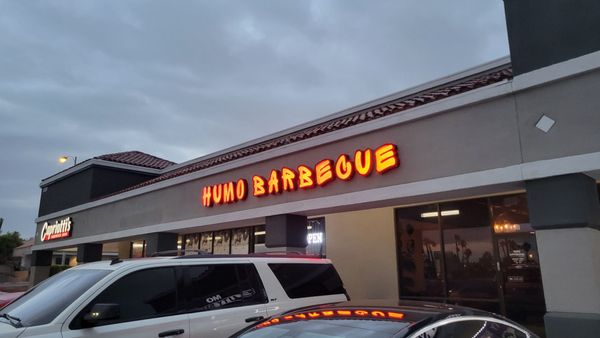 HUMO BARBEQUE
Capriotti's
OPEN